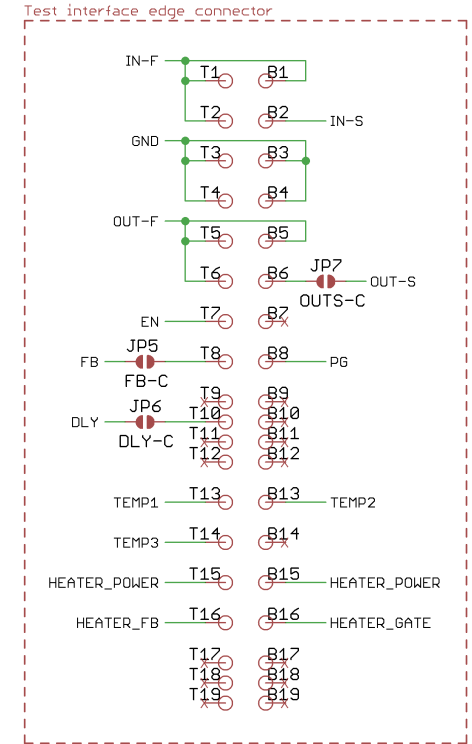 Test interface edge connector
IN-F
T1 B1
T2 B2 IN-S
GND
T3 B3
T4 B4
OUT-F
T5 B5
JP7
T6 B6 OUT-S
OUTS-C
EN T7 B7
JP5
FB T8 B8 PG
FB-C
T9 B9
JP6
DLY T10 B10
DLY-C
T11 B11
T12 B12
TEMP1 T13 B13 TEMP2
TEMP3 T14 B14
HEATER_POWER T15 B15 HEATER_POWER
HEATER_FB T16 B16 HEATER_GATE
T17 B17
T18 B18
T19 B19